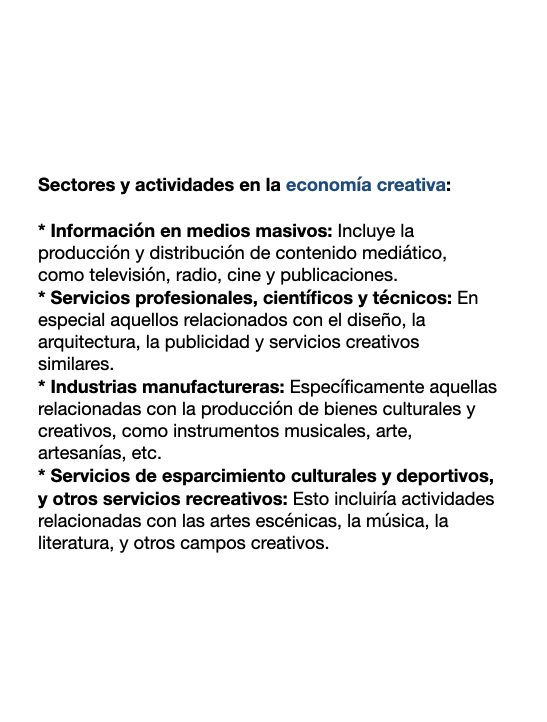 Sectores y actividades en la economía creativa:
* Información en medios masivos: Incluye la
producción y distribución de contenido mediático,
como televisión, radio, cine y publicaciones.
* Servicios profesionales, científicos y técnicos: En
especial aquellos relacionados con el diseño, la
arquitectura, la publicidad y servicios creativos
similares.
* Industrias manufactureras: Específicamente aquellas
relacionadas con la producción de bienes culturales y
creativos, como instrumentos musicales, arte,
artesanías, etc.
* Servicios de esparcimiento culturales y deportivos,
y otros servicios recreativos: Esto incluiría actividades
relacionadas con las artes escénicas, la música, la
literatura, y otros campos creativos.